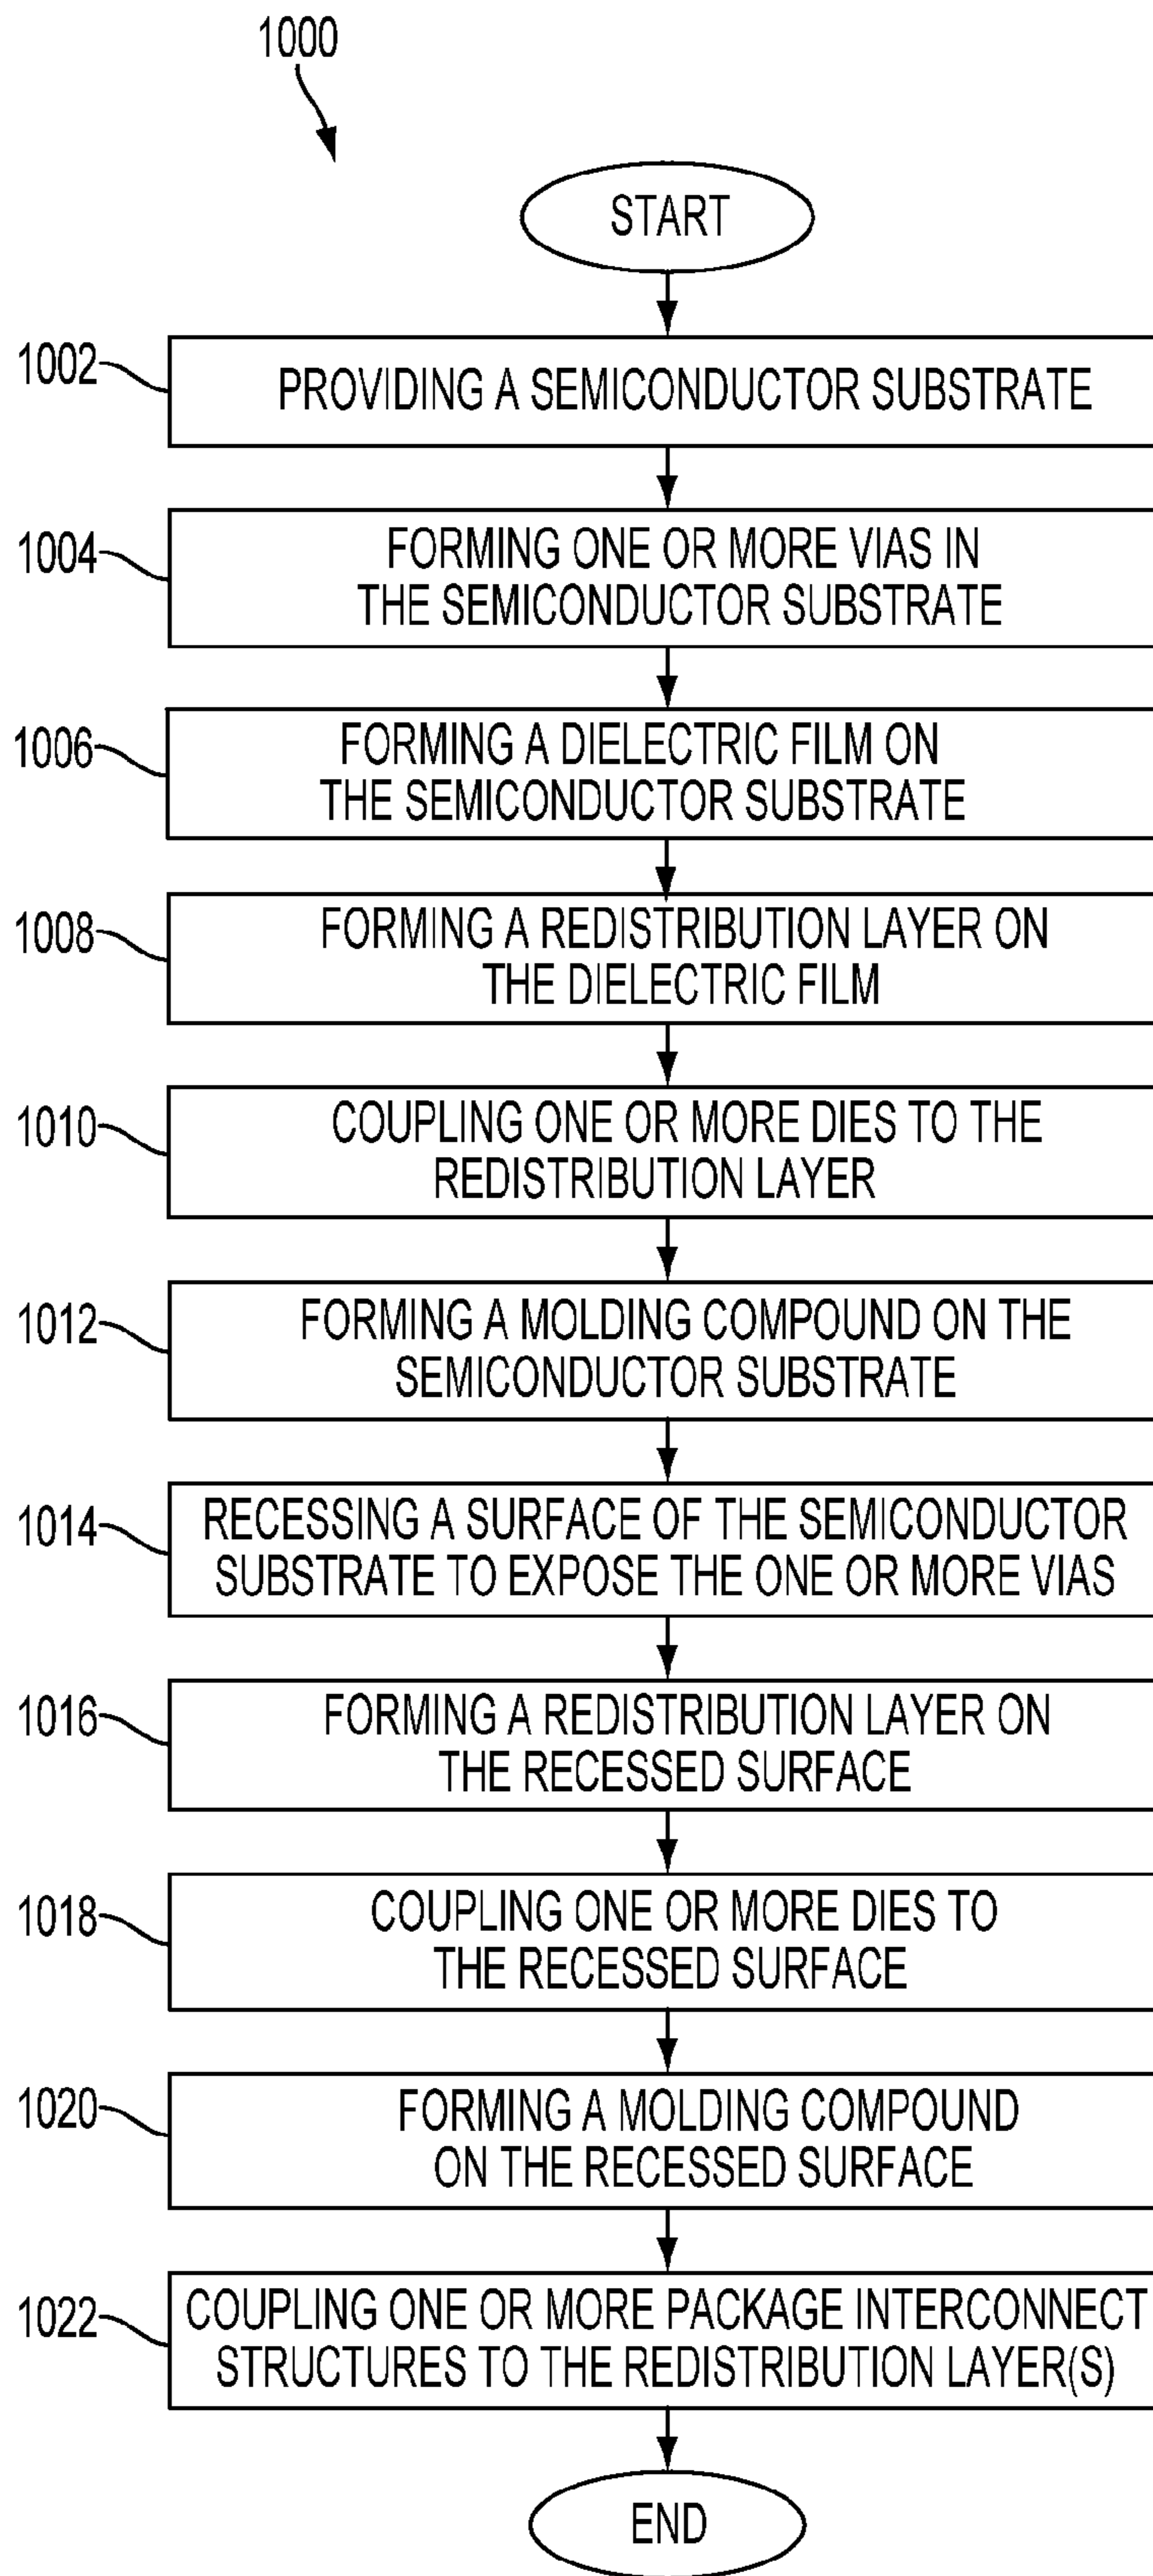 1000
START
1002
PROVIDING A SEMICONDUCTOR SUBSTRATE
1004
FORMING ONE OR MORE VIAS IN
THE SEMICONDUCTOR SUBSTRATE
1006
FORMING A DIELECTRIC FILM ON
THE SEMICONDUCTOR SUBSTRATE
1008
FORMING A REDISTRIBUTION LAYER ON
THE DIELECTRIC FILM
1010
COUPLING ONE OR MORE DIES TO THE
REDISTRIBUTION LAYER
1012
FORMING A MOLDING COMPOUND ON THE
SEMICONDUCTOR SUBSTRATE
1014
RECESSING A SURFACE OF THE SEMICONDUCTOR
SUBSTRATE TO EXPOSE THE ONE OR MORE VIAS
1016
FORMING A REDISTRIBUTION LAYER ON
THE RECESSED SURFACE
1018
COUPLING ONE OR MORE DIES TO
THE RECESSED SURFACE
1020
FORMING A MOLDING COMPOUND
ON THE RECESSED SURFACE
1022
COUPLING ONE OR MORE PACKAGE INTERCONNECT
STRUCTURES TO THE REDISTRIBUTION LAYER(S)
END